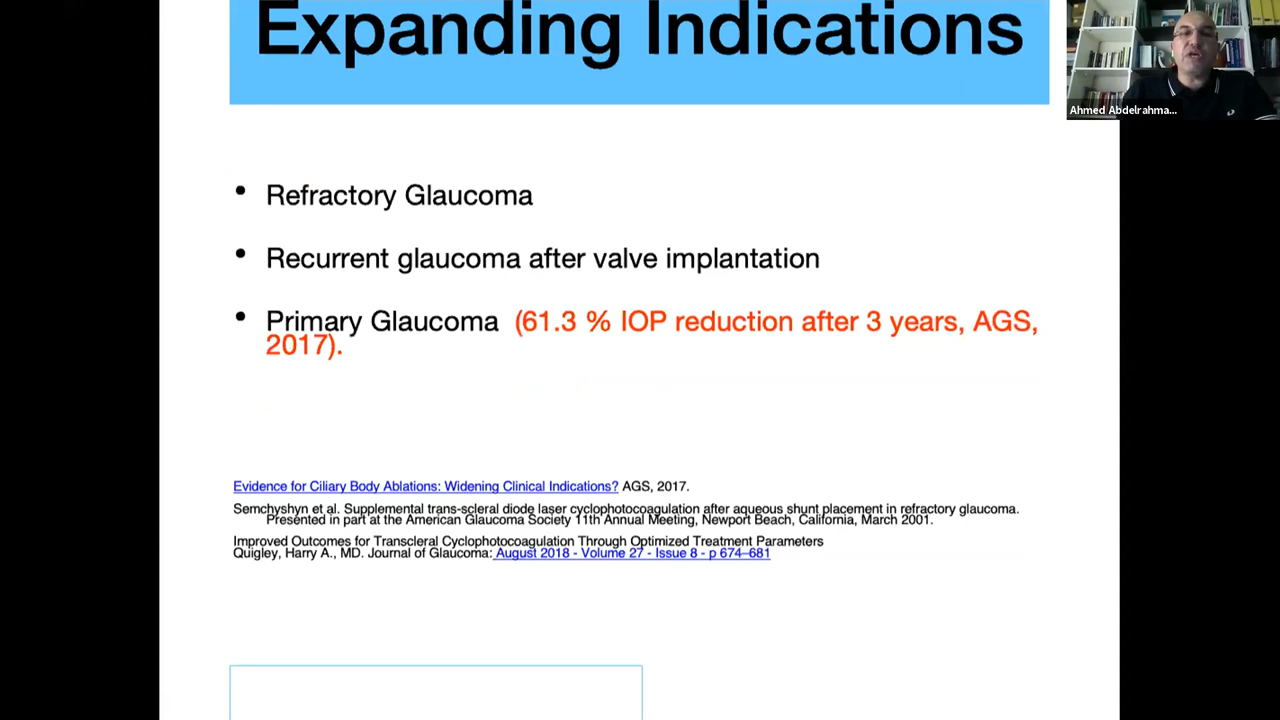 Expanding Indications
Ahmed Abdelrahma...
• Refractory Glaucoma
• Recurrent glaucoma after valve implantation
• Primary Glaucoma (61.3 % IOP reduction after 3 years, AGS,
2017).
Evidence for Ciliary Body Ablations: Widening Clinical Indications? AGS, 2017.
Semchyshyn et al. Supplemental trans-scleral diode laser cyclophotocoagulation after aqueous shunt placement in refractory glaucoma.
Presented in part at the American Glaucoma Society 11th Annual Meeting, Newport Beach, California, March 2001.
Improved Outcomes for Transcleral Cyclophotocoagulation Through Optimized Treatment Parameters
Quigley, Harry A., MD. Journal of Glaucoma: August 2018 - Volume 27 - Issue 8 - p 674–681